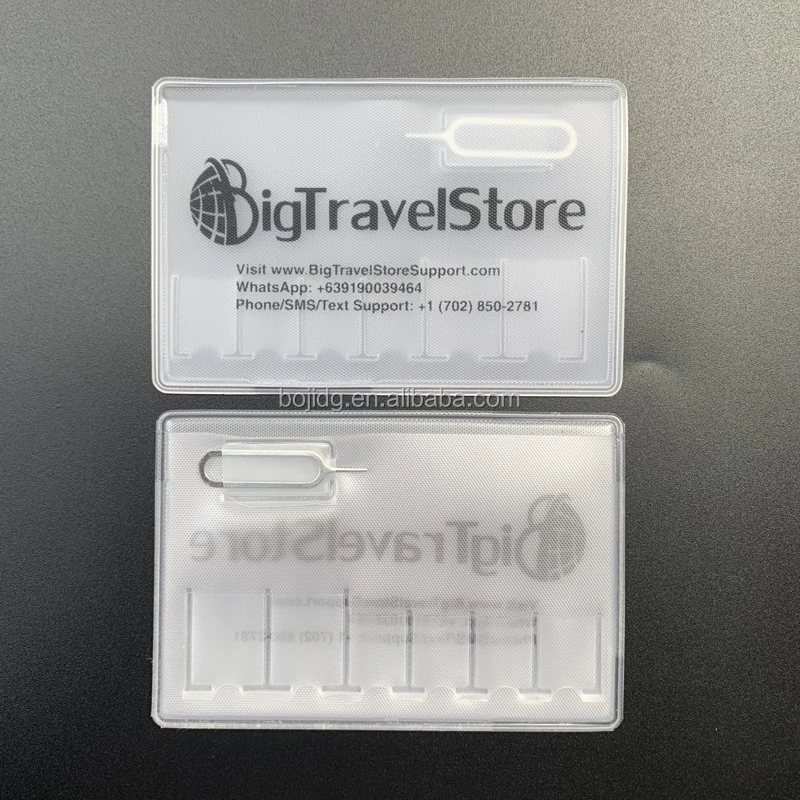 BigTravelStore
Visit www.BigTravelStoreSupport.com
WhatsApp: +639190039464
Phone/SMS/Text Support: +1 (702) 850-2781
bojidg.en.alibaba.com
BigTravelStore